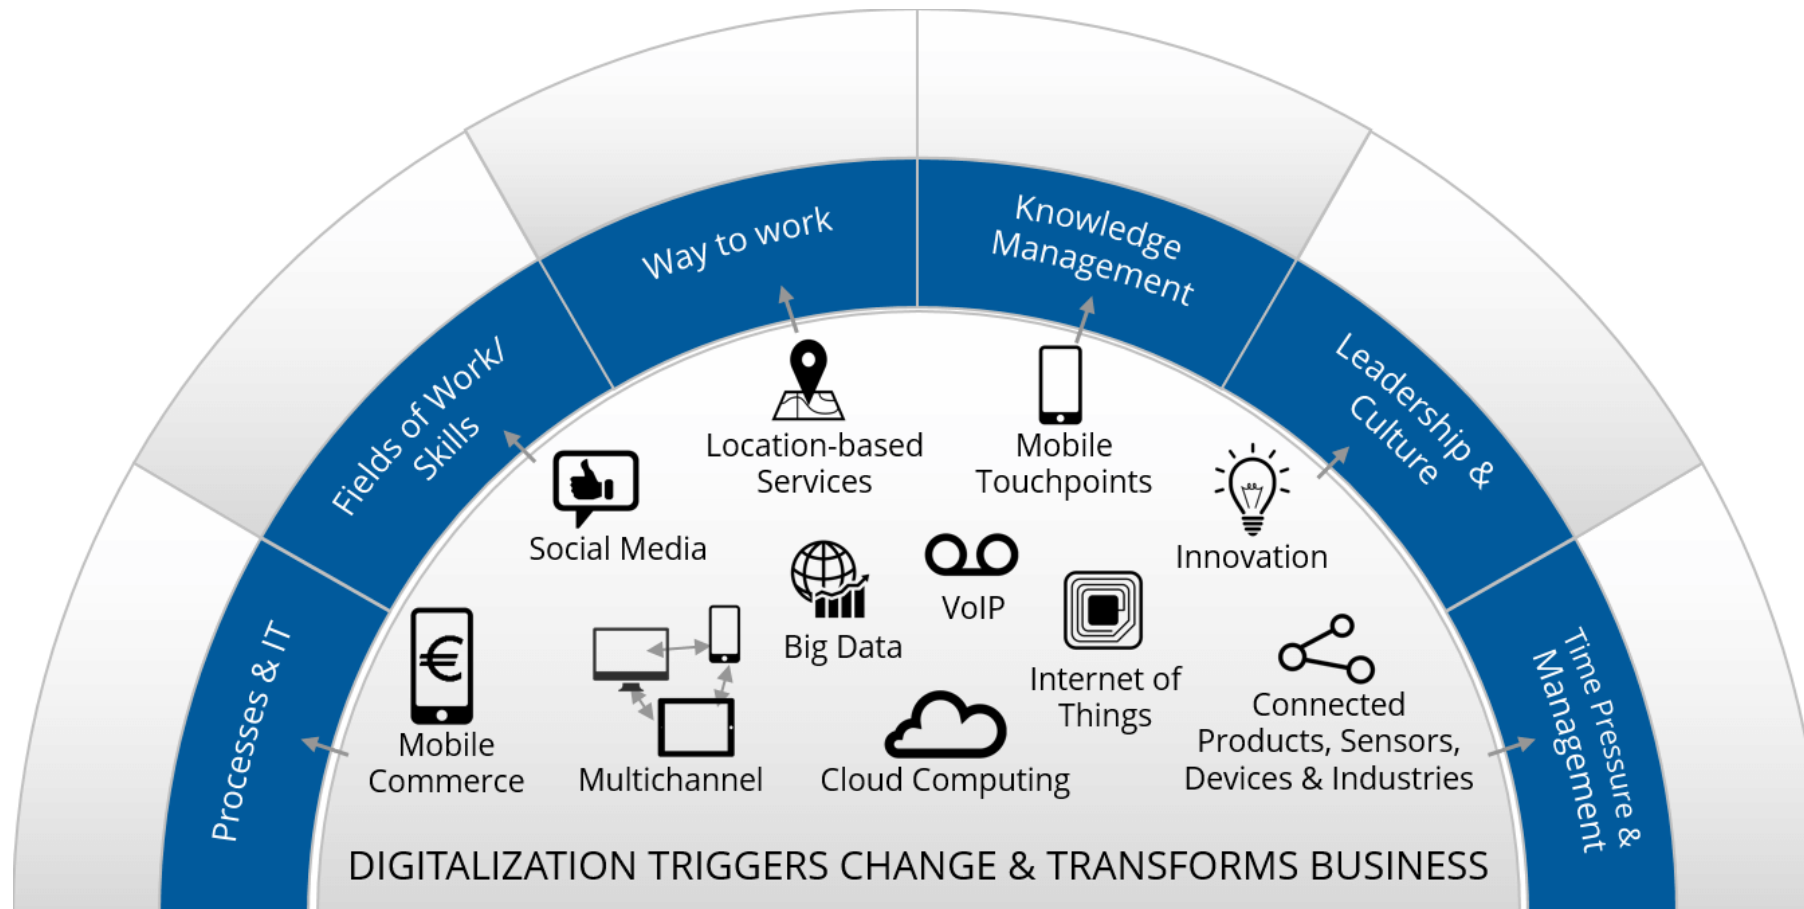 Processes & IT
Fields of Work/
Skills
Way to work
Knowledge
Management
Leadership &
Culture
Time Pressure &
Management
Location-based
Services
Mobile
Touchpoints
Social Media
Innovation
Big Data
VoIP
Internet of
Things
Mobile
Commerce
Multichannel
Cloud Computing
Connected
Products, Sensors,
Devices & Industries
DIGITALIZATION TRIGGERS CHANGE & TRANSFORMS BUSINESS